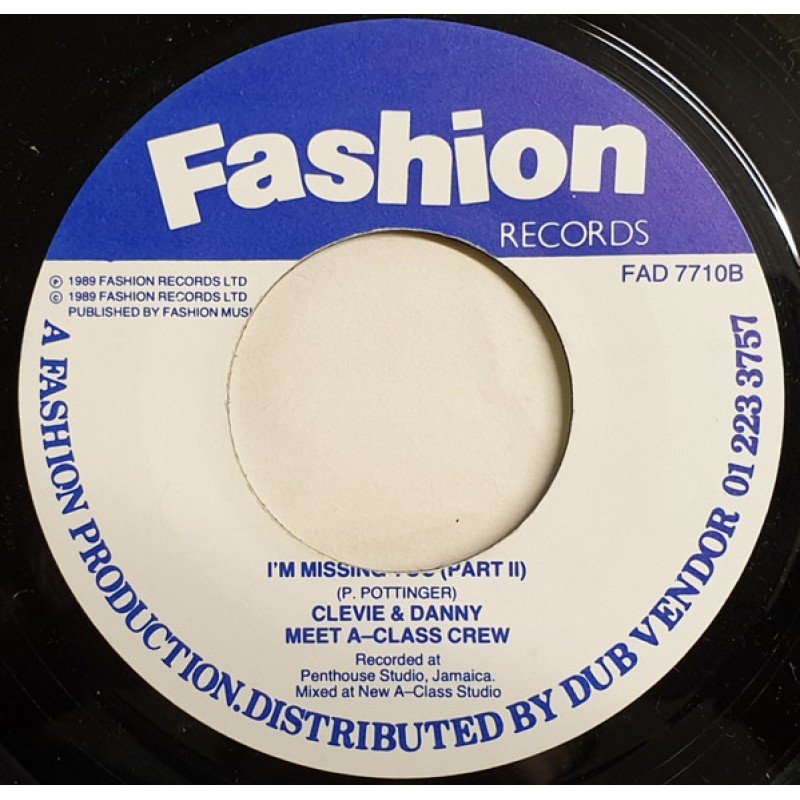 Fashion
RECORDS
FAD 7710B
℗ 1989 FASHION RECORDS LTD
© 1989 FASHION RECORDS LTD
PUBLISHED BY FASHION
I'M MISSING (PART II)
(P. POTTINGER)
CLEVIE & DANNY
MEET A–CLASS CREW
Recorded at
Penthouse Studio, Jamaica.
Mixed at New A–Class Studio
A FASHION PRODUCTION. DISTRIBUTED BY DUB VENDOR 01 223 3757